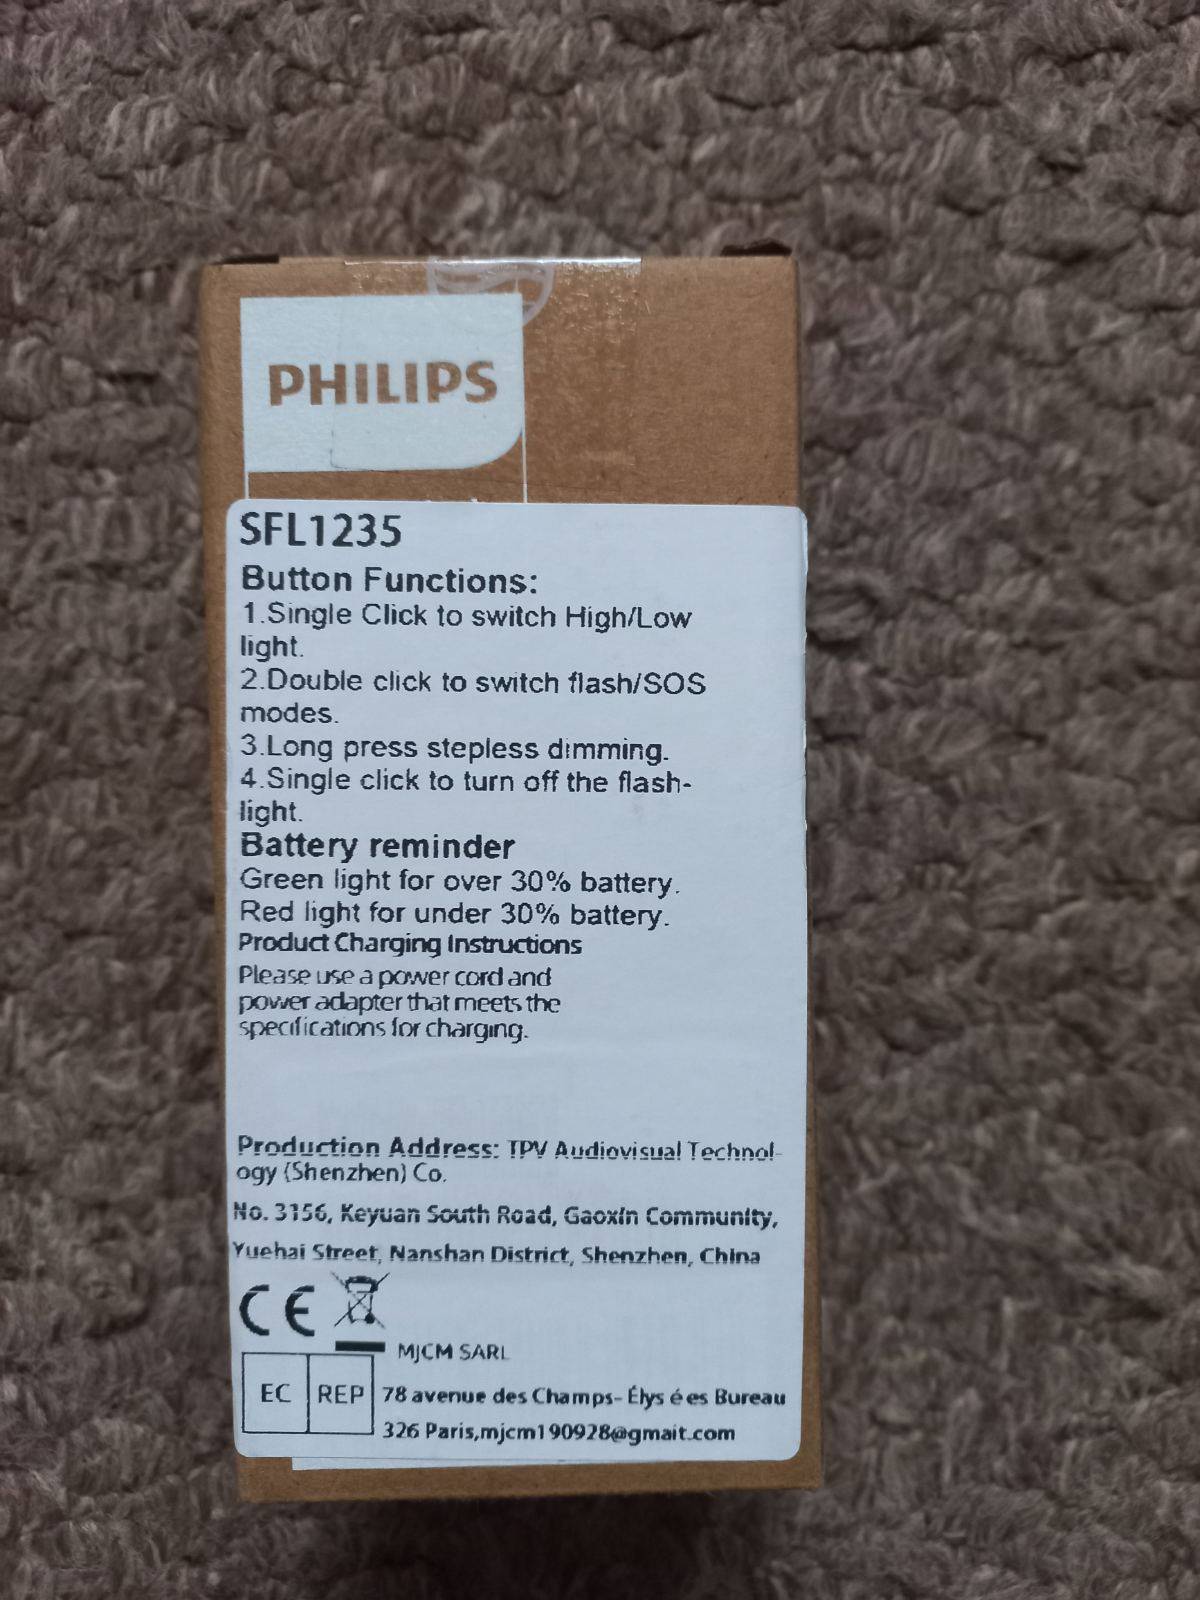 PHILIPS
SFL1235
Button Functions:
1.Single Click to switch High/Low
light.
2.Double click to switch flash/SOS
modes.
3.Long press stepless dimming.
4.Single click to turn off the flash-
light.
Battery reminder
Green light for over 30% battery.
Red light for under 30% battery.
Product Charging Instructions
Please use a power cord and
power adapter that meets the
specifications for charging.
Production Address: TPV Audiovisual Technol-
ogy (Shenzhen) Co.
No. 3156, Keyuan South Road, Gaoxin Community,
Yuehai Street, Nanshan District, Shenzhen, China
CE
MJCM SARL
EC REP 78 avenue des Champs- Élys é es Bureau
326 Paris,mjcm190928@gmait.com